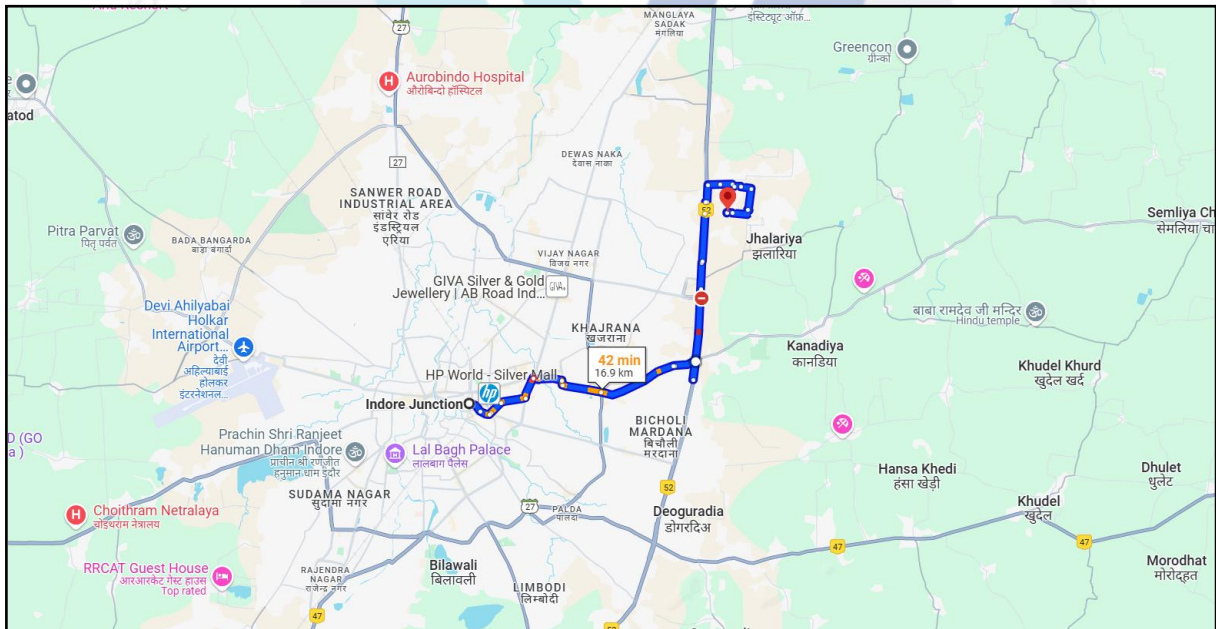 27
MANGLAYA
SADAK
मंगलिया
इंस्टिट्यूट ऑफ़...
Greencon
ग्रीन्कों
Aurobindo Hospital
औरोबिन्दो हॉस्पिटल
atod
DEWAS NAKA
देवास नाका
27
SANWER ROAD
INDUSTRIAL AREA
सांवेर रोड
इंडस्ट्रियल
एरिया
52
Semliya Ch
सेमलिया चा
Pitra Parvat
पितृ पर्वत
BADA BANGARDA
बाड़ा बंगार्दा
Jhalariya
झलारिया
VIJAY NAGAR
विजय नगर
GIVA Silver & Gold
Jewellery | AB Road Ind...
GIVA
Devi Ahilyabai
Holkar
International
Airport...
देवी
अहिल्याबाई
होलकर
इंटरनेशनल...
बाबा रामदेव जी मन्दिर
Hindu temple
KHAJRANA
खजराना
Kanadiya
कानडिया
42 min
16.9 km
HP World - Silver Mall
hp
Khudel Khurd
खुदेल खर्द
Indore Junction
BICHOLI
MARDANA
बिचौली
मरदाना
D (GO
a )
Prachin Shri Ranjeet
Hanuman Dham Indore
प्राचीन श्री रणजीत
हनुमान धाम इंदौर
Lal Bagh Palace
लालबाग पैलेस
Hansa Khedi
हंसा खेड़ी
Dhulet
धुलेट
SUDAMA NAGAR
सुदामा नगर
52
Khudel
खुदेल
Choithram Netralaya
चोइथराम नेत्रालय
27
PALDA
पालदा
Deoguradia
डोगरदिअ
47
47
Morodhat
मोरोद्हत
RRCAT Guest House
आरआरकेट गेस्ट हाउस
Top rated
RAJENDRA
NAGAR
राजेन्द्र नगर
Bilawali
बिलावली
LIMBODI
लिम्बोदी
47
52